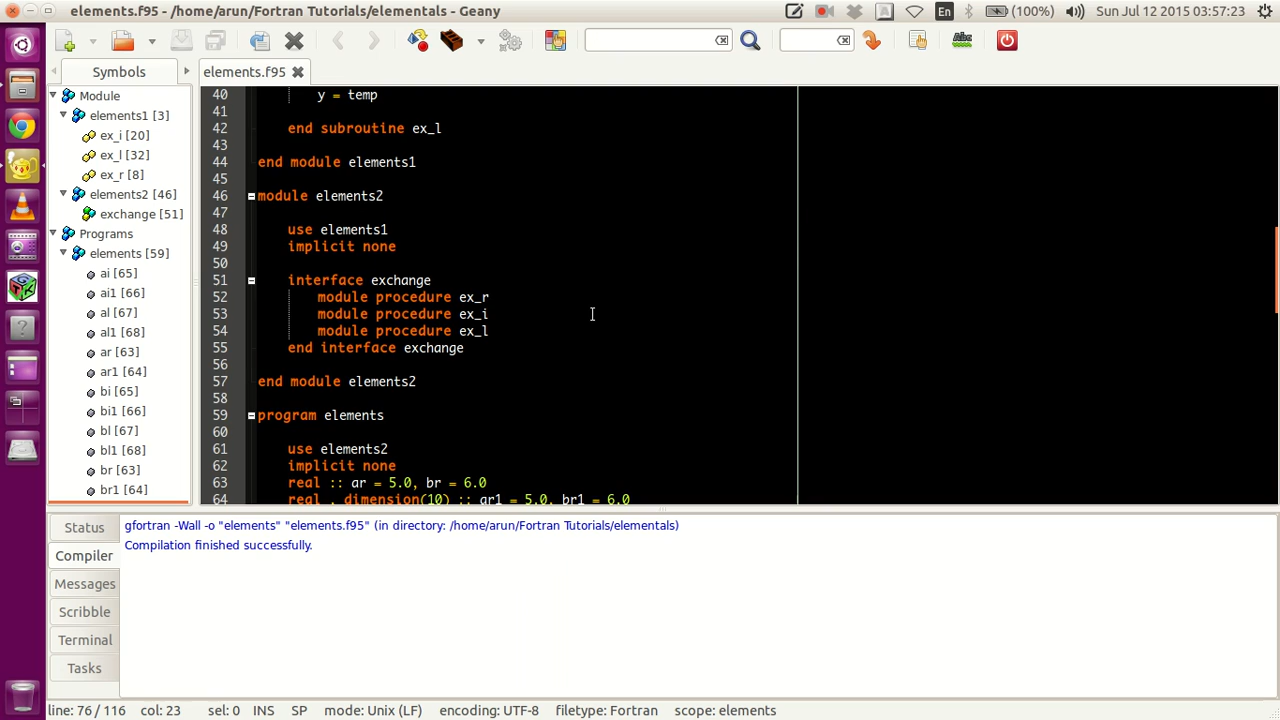 elements.f95 - /home/arun/Fortran Tutorials/elementals - Geany
En
(100%)
Sun Jul 12 2015 03:57:23
Symbols
elements.f95
Module
elements1 [3]
ex_i [20]
ex_l [32]
ex_r [8]
elements2 [46]
exchange [51]
Programs
elements [59]
ai [65]
ai1 [66]
al [67]
al1 [68]
ar [63]
ar1 [64]
bi [65]
bi1 [66]
bl [67]
bl1 [68]
br [63]
br1 [64]
40 y = temp
41
42 end subroutine ex_l
43
44 end module elements1
45
46 module elements2
47
48 use elements1
49 implicit none
50
51 interface exchange
52 module procedure ex_r
53 module procedure ex_i
54 module procedure ex_l
55 end interface exchange
56
57 end module elements2
58
59 program elements
60
61 use elements2
62 implicit none
63 real :: ar = 5.0, br = 6.0
64 real , dimension(10) :: ar1 = 5.0, br1 = 6.0
Status
Compiler
Messages
Scribble
Terminal
Tasks
gfortran -Wall -o "elements" "elements.f95" (in directory: /home/arun/Fortran Tutorials/elementals)
Compilation finished successfully.
line: 76 / 116 col: 23 sel: 0 INS SP mode: Unix (LF) encoding: UTF-8 filetype: Fortran scope: elements